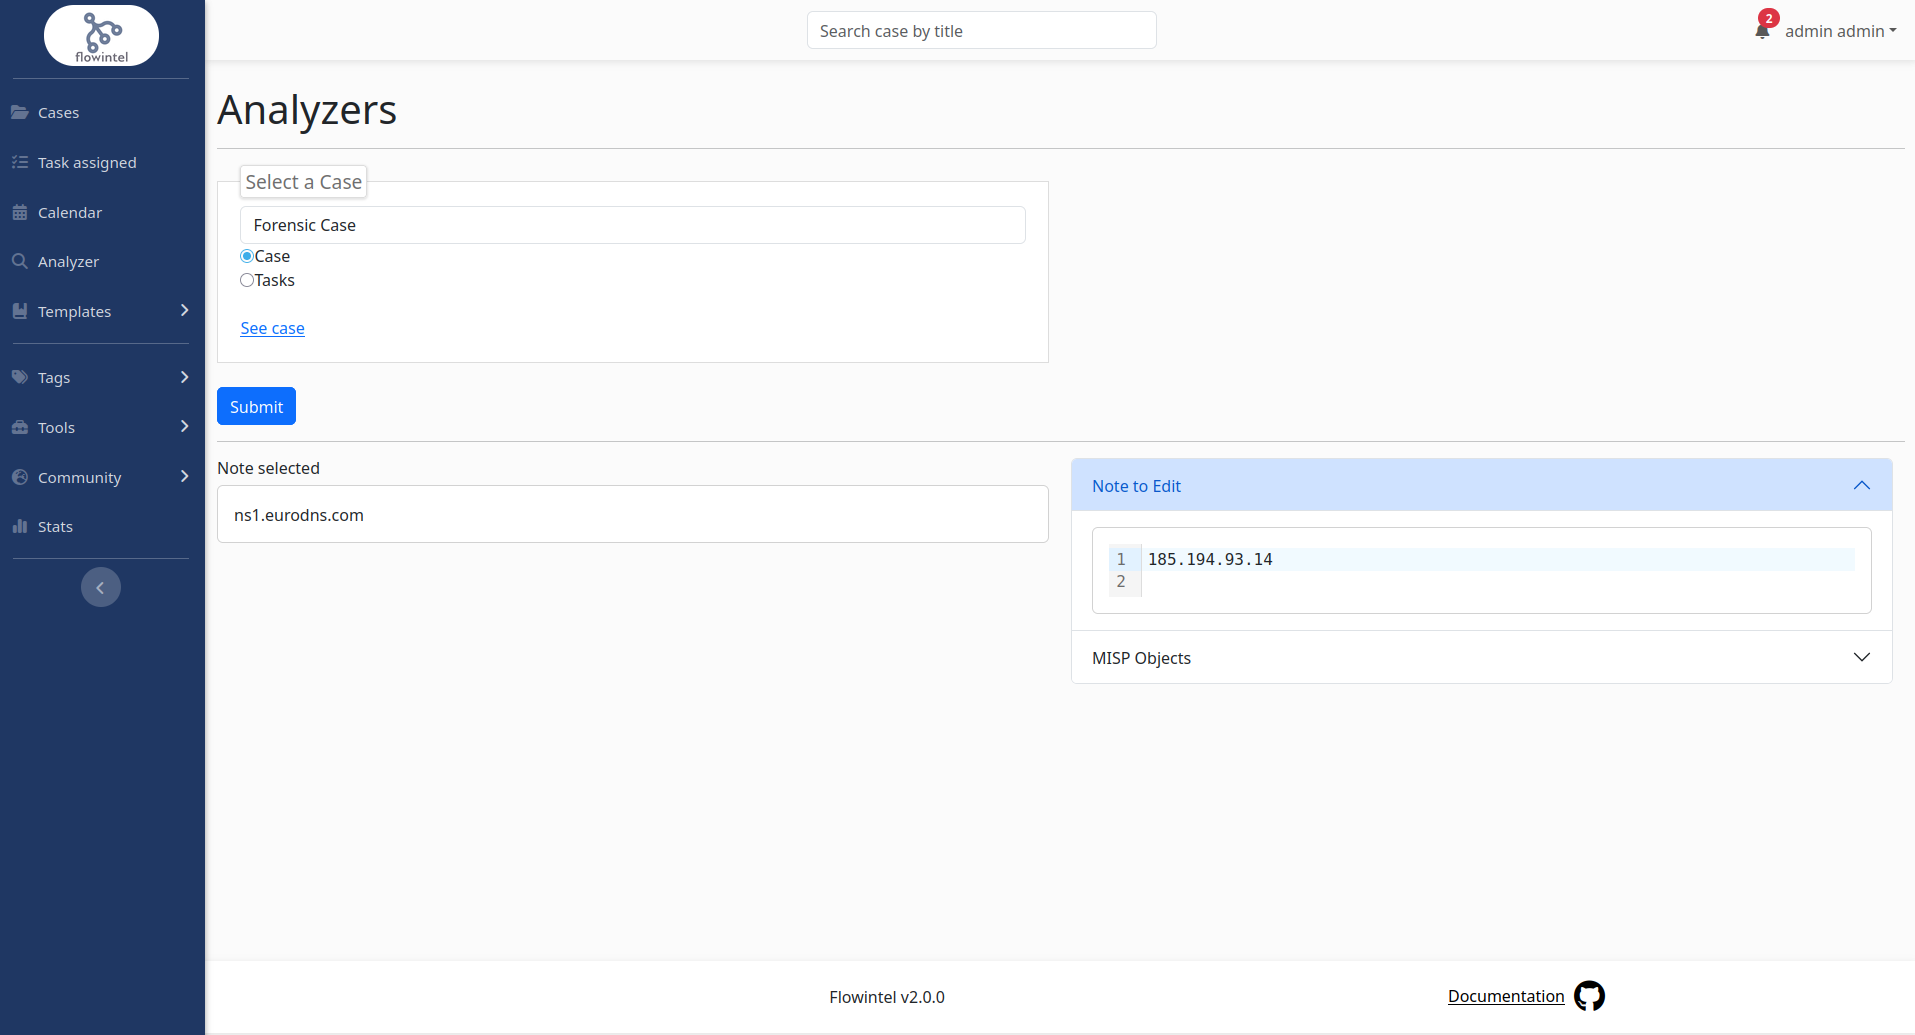 flowintel
Cases
Task assigned
Calendar
Analyzer
Templates
Tags
Tools
Community
Stats
Search case by title
2
admin admin
Analyzers
Select a Case
Forensic Case
Case
Tasks
See case
Submit
Note selected
ns1.eurodns.com
Note to Edit
1 185.194.93.14
2
MISP Objects
Flowintel v2.0.0
Documentation